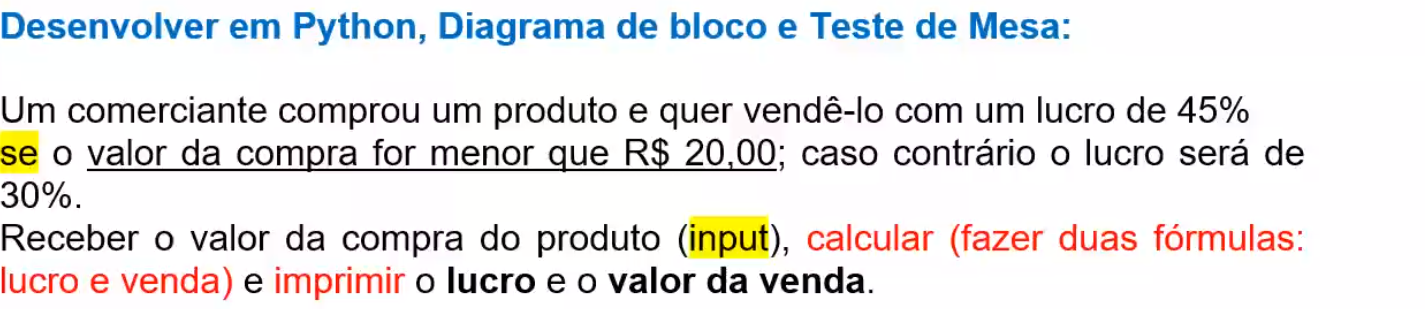 Desenvolver em Python, Diagrama de bloco e Teste de Mesa:
Um comerciante comprou um produto e quer vendê-lo com um lucro de 45%
se o valor da compra for menor que R$ 20,00; caso contrário o lucro será de
30%.
Receber o valor da compra do produto (input), calcular (fazer duas fórmulas:
lucro e venda) e imprimir o lucro e o valor da venda.